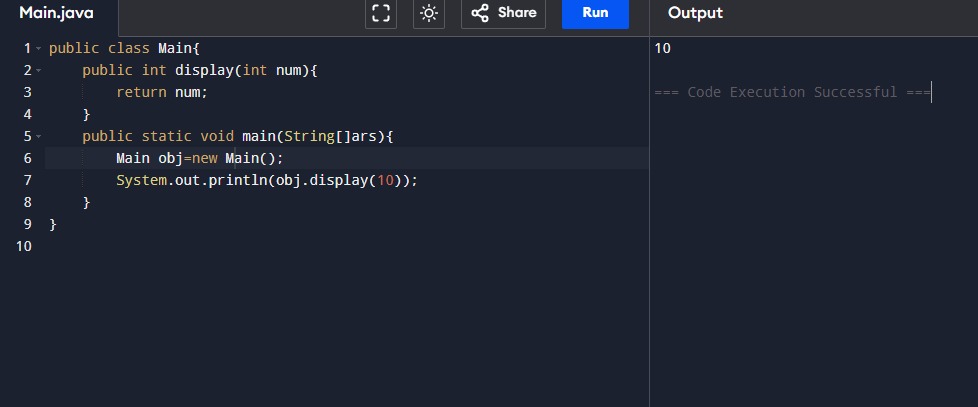 Main.java
Share
Run
Output
1 public class Main{
2 public int display(int num){
3 return num;
4 }
5 public static void main(String[]ars){
6 Main obj=new Main();
7 System.out.println(obj.display(10));
8 }
9 }
10
10
=== Code Execution Successful ===